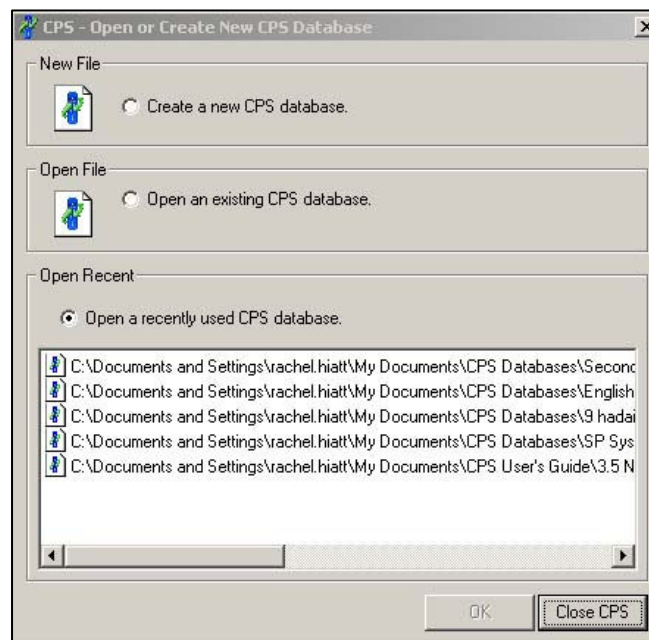 CPS - Open or Create New CPS Database
New File
Create a new CPS database.
Open File
Open an existing CPS database.
Open Recent
Open a recently used CPS database.
C:\Documents and Settings\rachel.hiatt\My Documents\CPS Databases\Second
C:\Documents and Settings\rachel.hiatt\My Documents\CPS Databases\English
C:\Documents and Settings\rachel.hiatt\My Documents\CPS Databases\9 hadai
C:\Documents and Settings\rachel.hiatt\My Documents\CPS Databases\SP Sys
C:\Documents and Settings\rachel.hiatt\My Documents\CPS User's Guide\3.5 N
OK
Close CPS